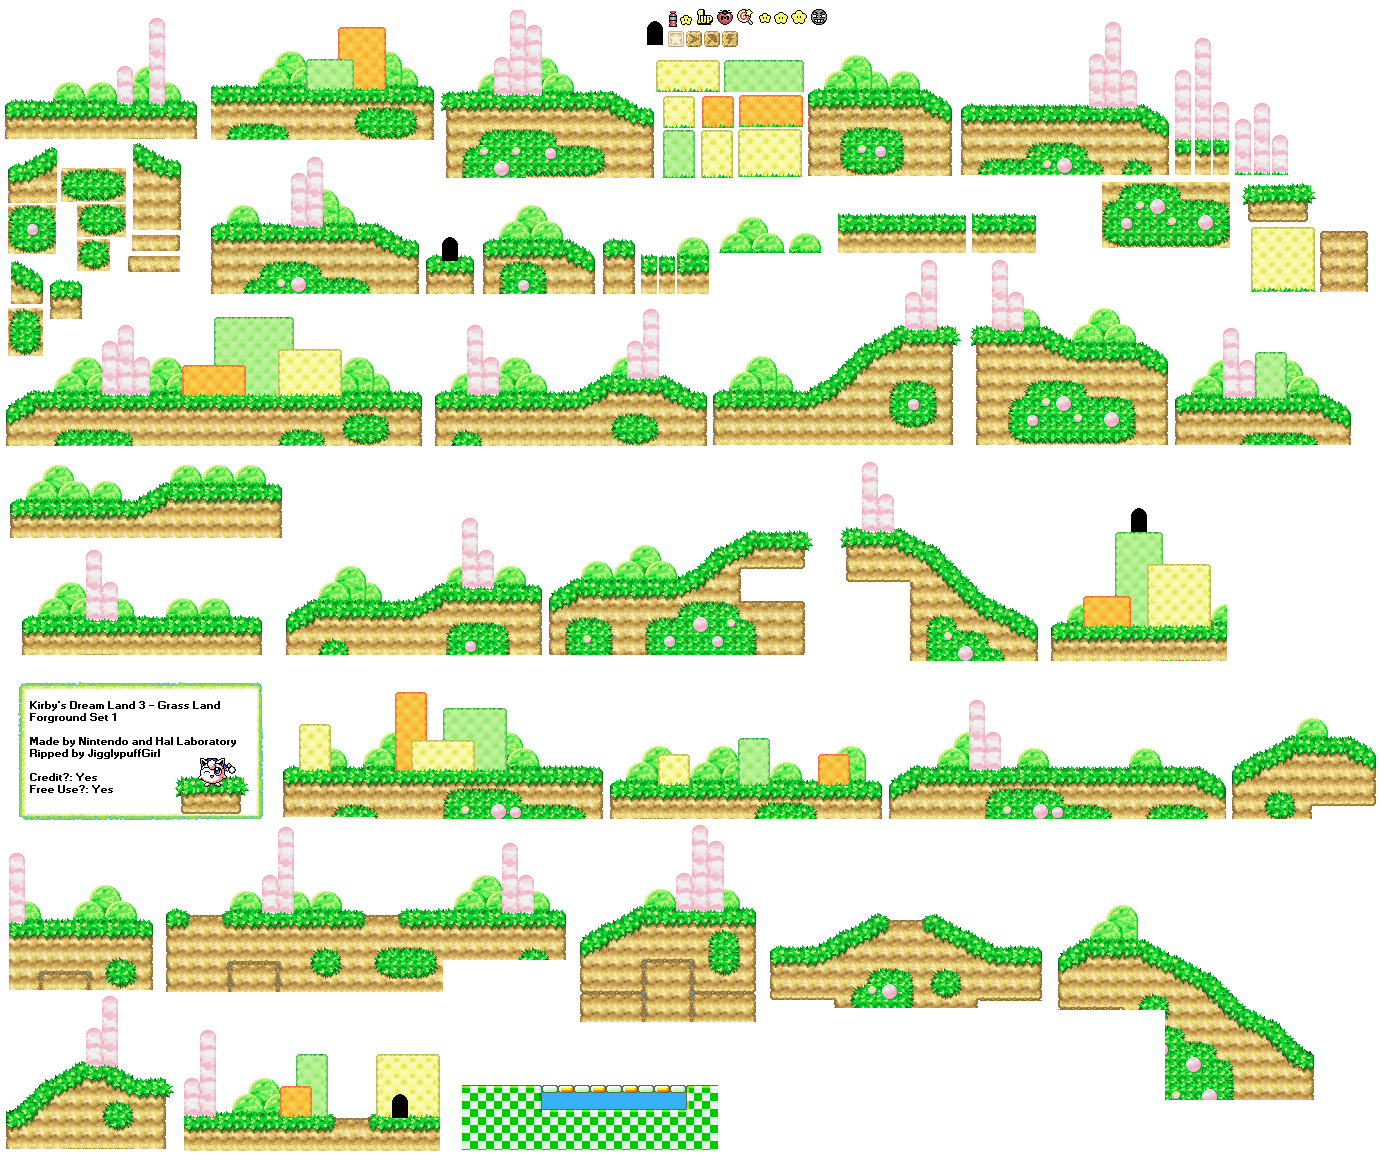 1UP
Kirby's Dream Land 3 - Grass Land
Forground Set 1
Made by Nintendo and Hal Laboratory
Ripped by JigglypuffGirl
Credit?: Yes
Free Use?: Yes